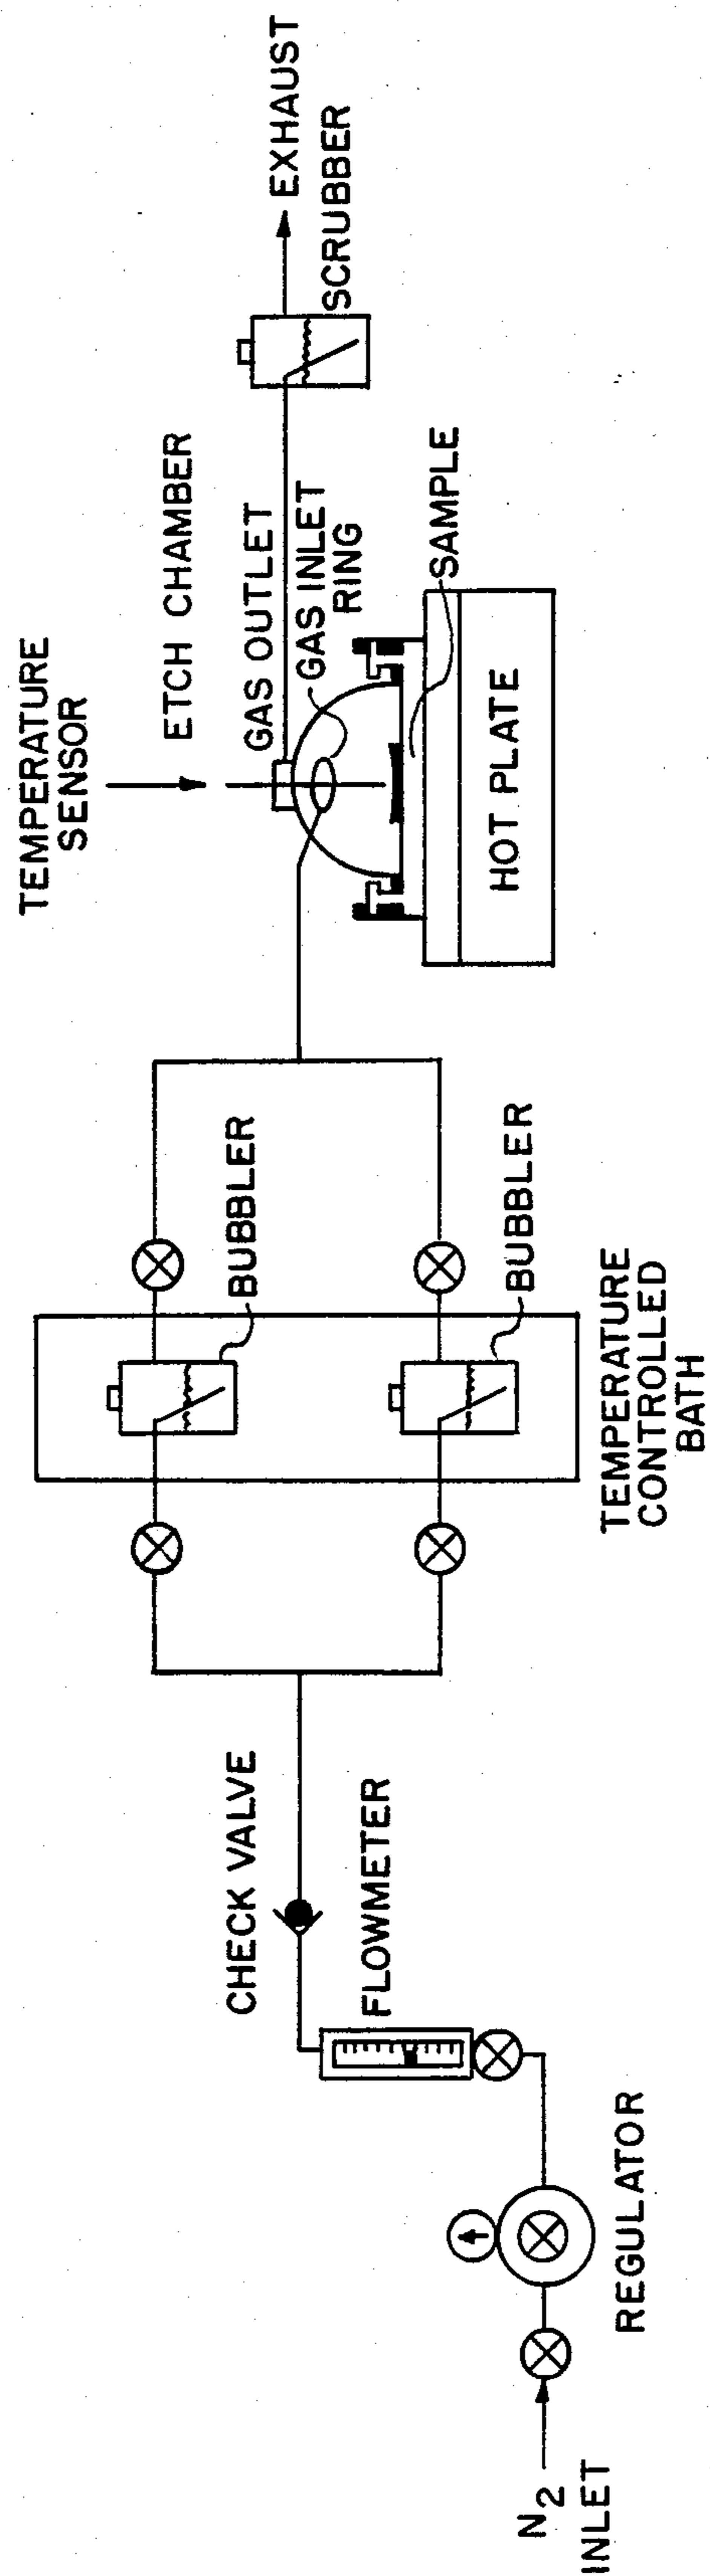 N2
INLET
REGULATOR
FLOWMETER
CHECK VALVE
TEMPERATURE
CONTROLLED
BATH
BUBBLER
BUBBLER
TEMPERATURE
SENSOR
ETCH CHAMBER
GAS OUTLET
GAS INLET
RING
SAMPLE
HOT PLATE
SCRUBBER
EXHAUST